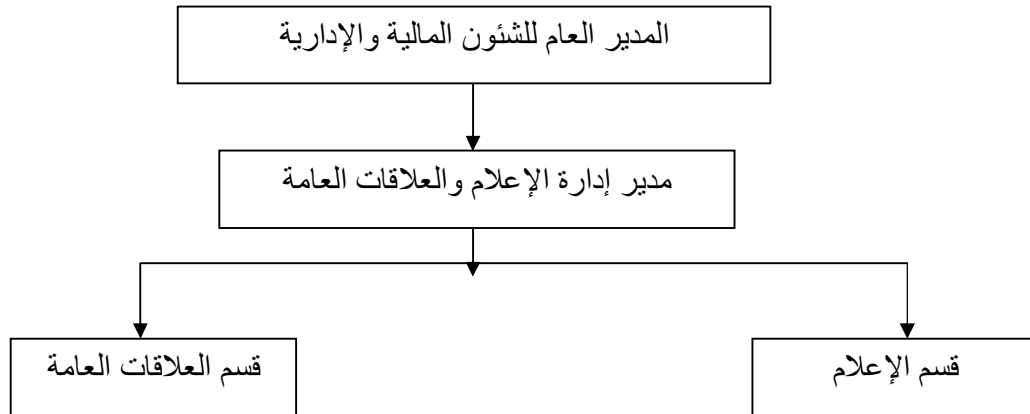 المدير العام للشئون المالية والإدارية
مدير إدارة الإعلام والعلاقات العامة
قسم الإعلام
قسم العلاقات العامة